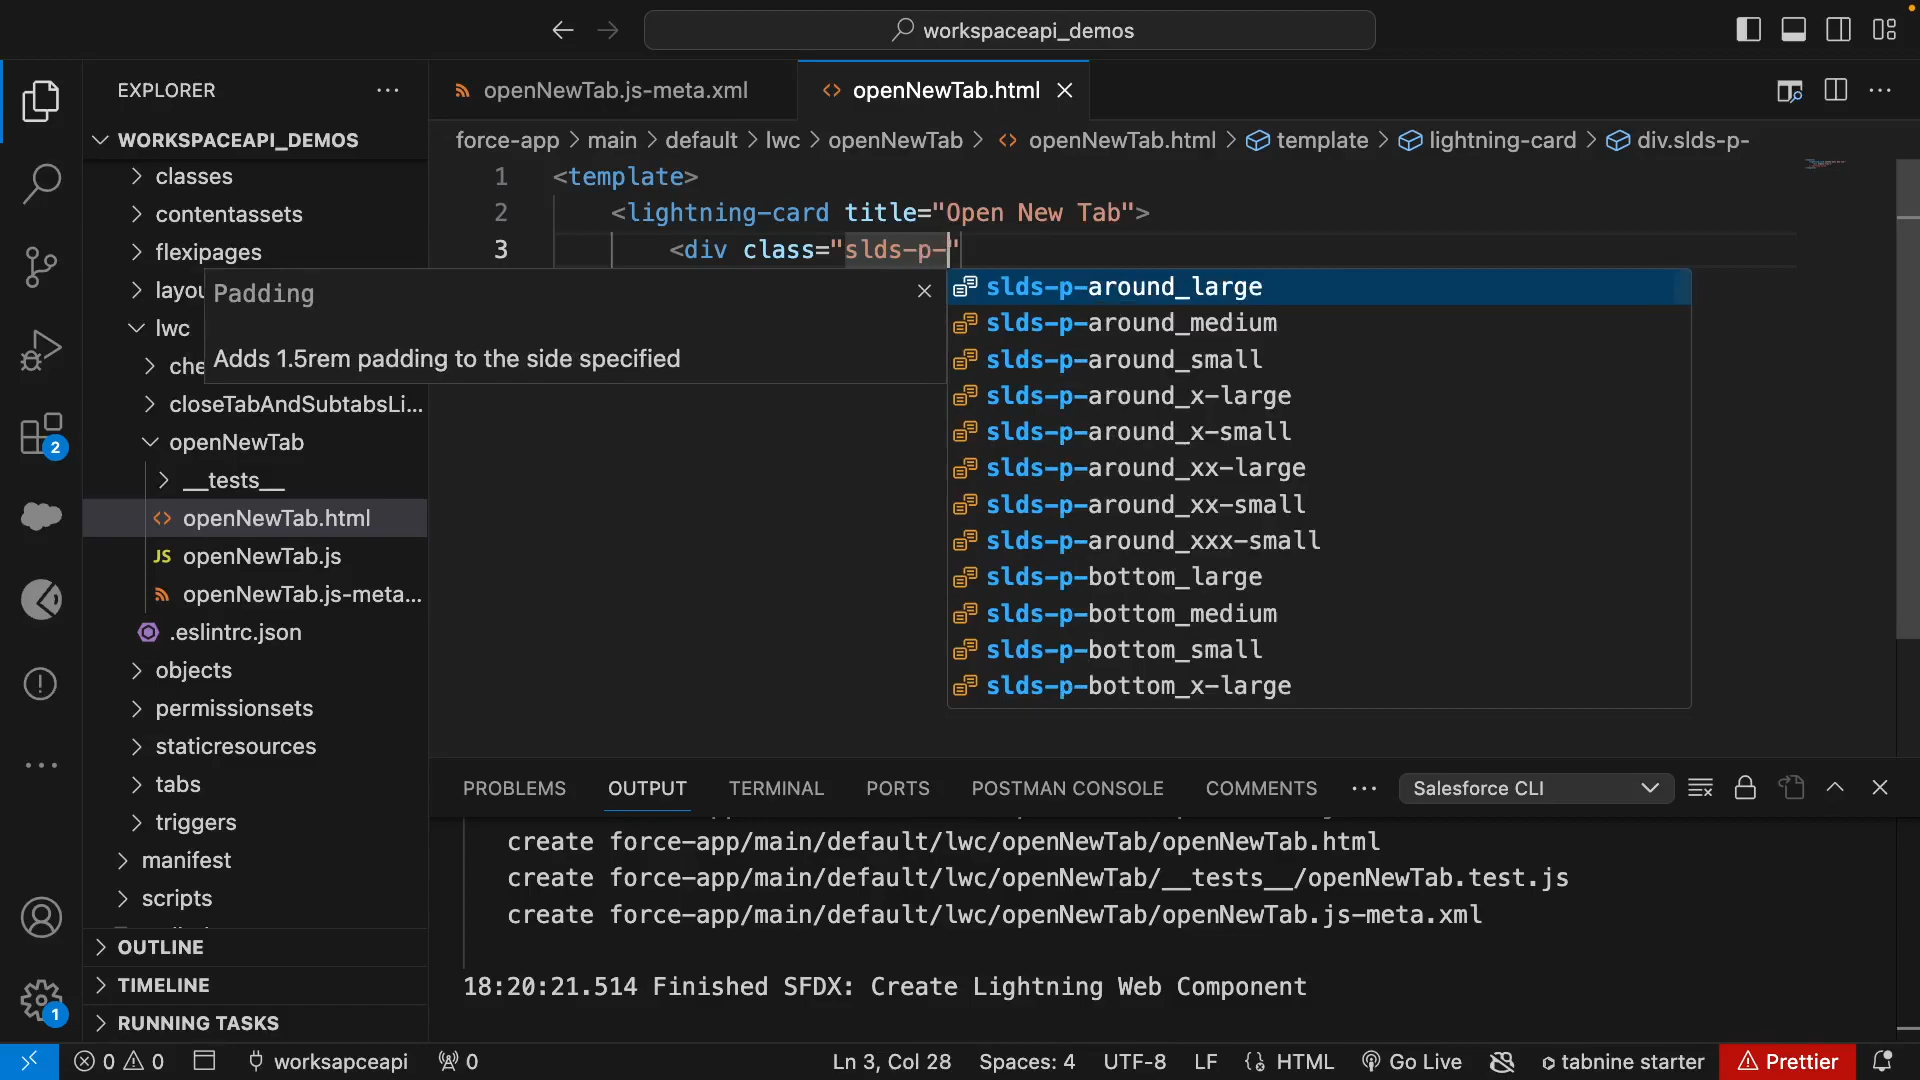 workspaceapi_demos
EXPLORER
WORKSPACEAPI_DEMOS
classes
contentassets
flexipages
layou
lwc
che
closeTabAndSubtabsLi...
openNewTab
__tests__
openNewTab.html
JS openNewTab.js
openNewTab.js-meta...
.eslintrc.json
objects
permissionsets
staticresources
tabs
triggers
manifest
scripts
OUTLINE
TIMELINE
RUNNING TASKS
2
1
openNewTab.js-meta.xml
openNewTab.html
force-app > main > default > lwc > openNewTab > openNewTab.html > template > lightning-card > div.slds-p-
1 <template>
2 <lightning-card title="Open New Tab">
3 <div class="slds-p-"
Padding
Adds 1.5rem padding to the side specified
slds-p-around_large
slds-p-around_medium
slds-p-around_small
slds-p-around_x-large
slds-p-around_x-small
slds-p-around_xx-large
slds-p-around_xx-small
slds-p-around_xxx-small
slds-p-bottom_large
slds-p-bottom_medium
slds-p-bottom_small
slds-p-bottom_x-large
PROBLEMS OUTPUT TERMINAL PORTS POSTMAN CONSOLE COMMENTS ... Salesforce CLI
create force-app/main/default/lwc/openNewTab/openNewTab.html
create force-app/main/default/lwc/openNewTab/__tests__/openNewTab.test.js
create force-app/main/default/lwc/openNewTab/openNewTab.js-meta.xml
18:20:21.514 Finished SFDX: Create Lightning Web Component
0 0 worksapceapi 0 Ln 3, Col 28 Spaces: 4 UTF-8 LF HTML Go Live tabnine starter Prettier